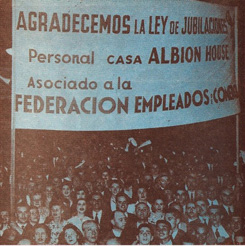 AGRADECEMOS LA LEY DE JUBILACIONES
Personal CASA ALBION HOUSE
Asociado a la
FEDERACION EMPLEADOS